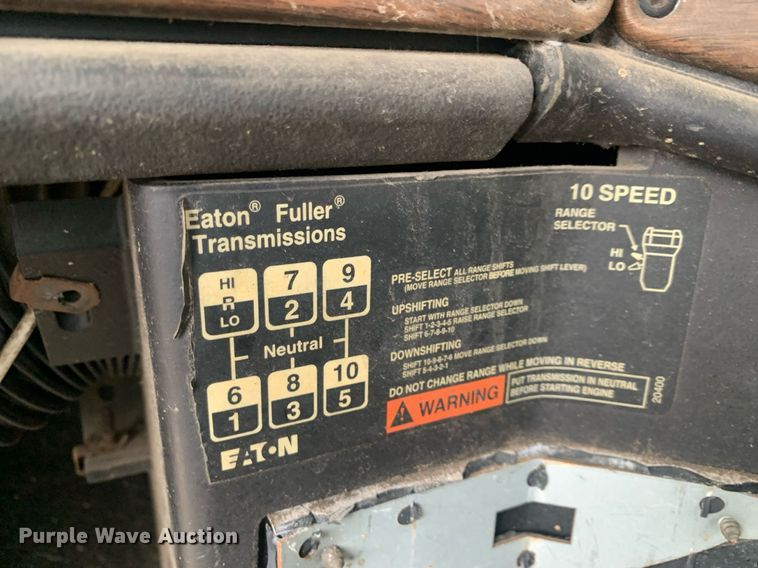 Eaton® Fuller®
Transmissions
10 SPEED
RANGE
SELECTOR
HI
LO
HI
R
LO
7
2
9
4
Neutral
6
1
8
3
10
5
EATON
PRE-SELECT ALL RANGE SHIFTS
(MOVE RANGE SELECTOR BEFORE MOVING SHIFT LEVER)
UPSHIFTING
START WITH RANGE SELECTOR DOWN
SHIFT 1-2-3-4-5 RAISE RANGE SELECTOR
SHIFT 6-7-8-9-10
DOWNSHIFTING
SHIFT 10-9-8-7-6 MOVE RANGE SELECTOR DOWN
SHIFT 5-4-3-2-1
DO NOT CHANGE RANGE WHILE MOVING IN REVERSE
WARNING
PUT TRANSMISSION IN NEUTRAL
BEFORE STARTING ENGINE
20400
Purple Wave Auction